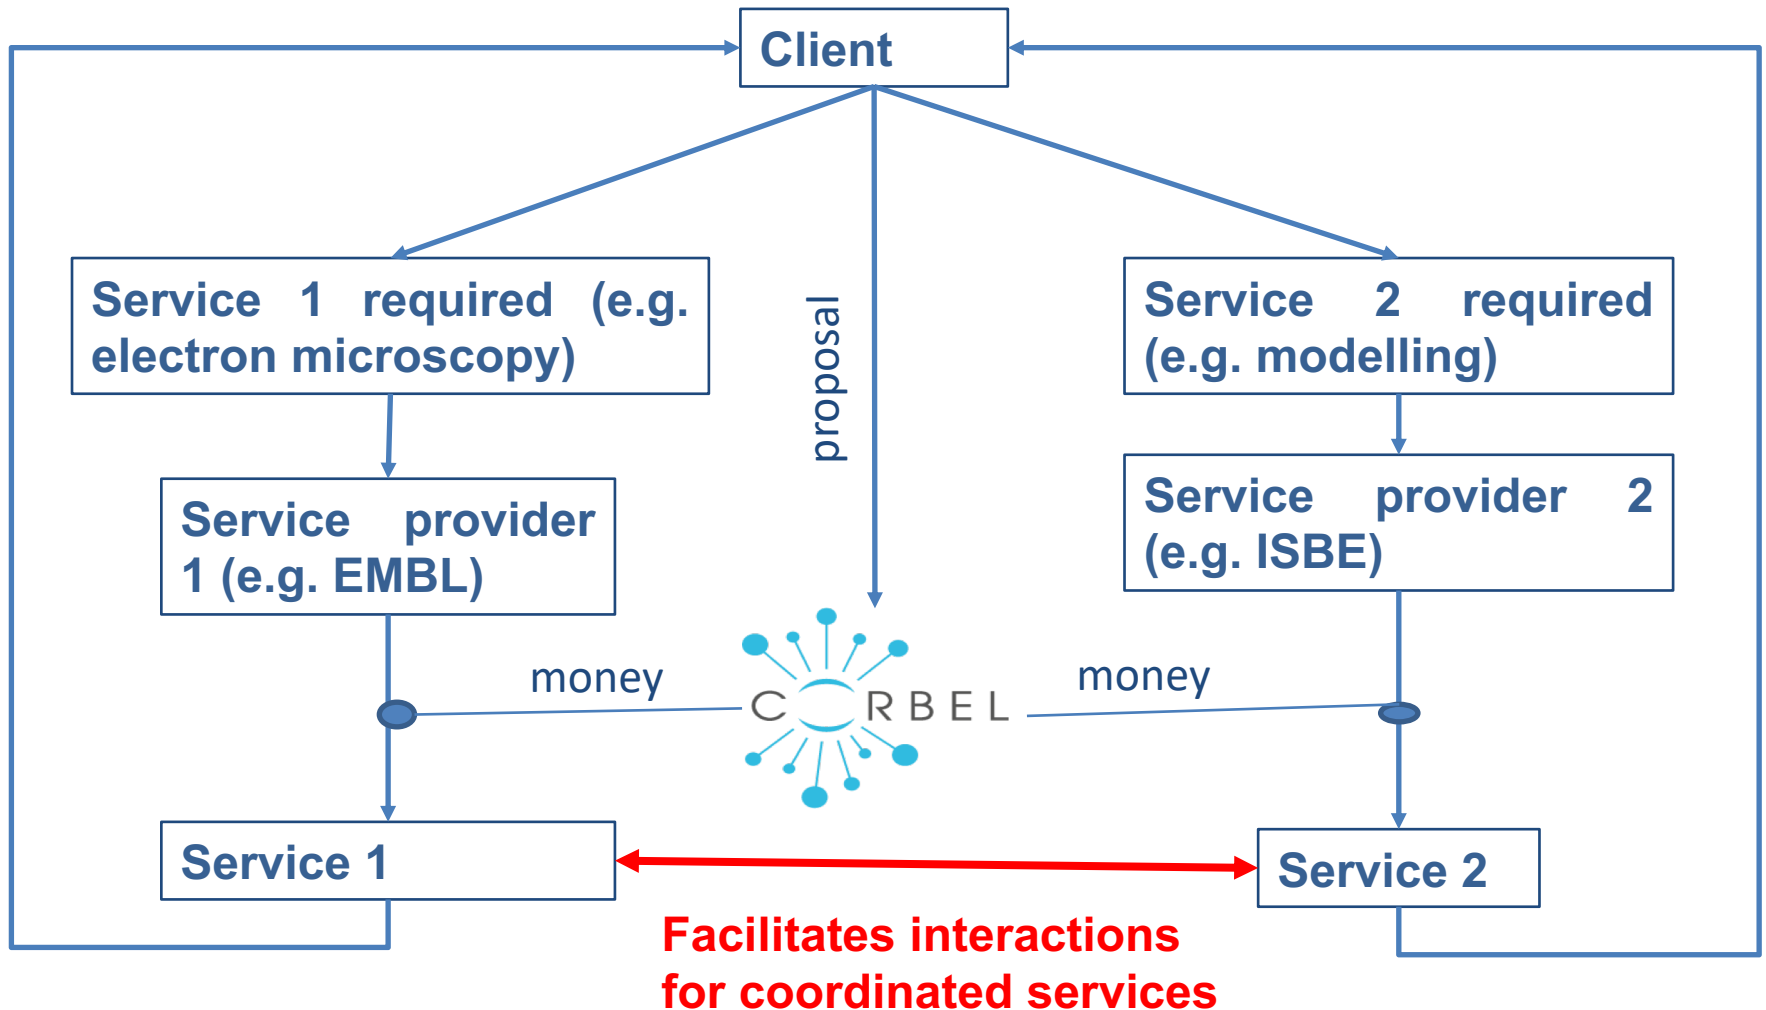 Client
Service 1 required (e.g.
electron microscopy)
proposal
Service 2 required
(e.g. modelling)
Service provider
1 (e.g. EMBL)
Service provider 2
(e.g. ISBE)
money
CORBEL
money
Service 1
Service 2
Facilitates interactions
for coordinated services